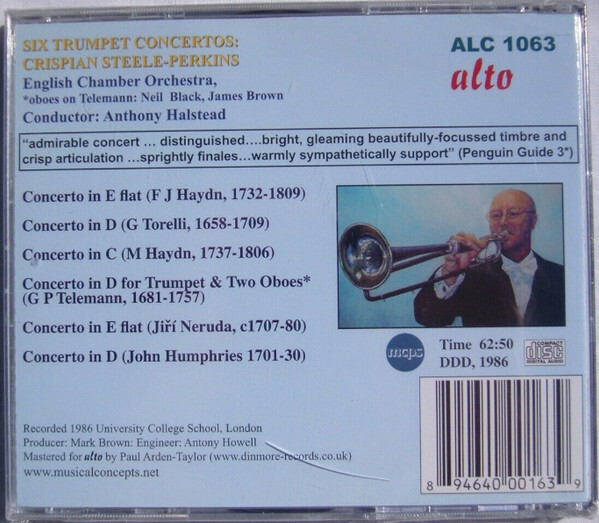 SIX TRUMPET CONCERTOS:
CRISPIAN STEELE-PERKINS
English Chamber Orchestra,
*oboes on Telemann: Neil Black, James Brown
Conductor: Anthony Halstead
ALC 1063
alto
“admirable concert ... distinguished....bright, gleaming beautifully-focussed timbre and
crisp articulation ...sprightly finales...warmly sympathetically support” (Penguin Guide 3*)
Concerto in E flat (F J Haydn, 1732-1809)
Concerto in D (G Torelli, 1658-1709)
Concerto in C (M Haydn, 1737-1806)
Concerto in D for Trumpet & Two Oboes*
(G P Telemann, 1681-1757)
Concerto in E flat (Jiří Neruda, c1707-80)
Concerto in D (John Humphries 1701-30)
mcps
Time 62:50
DDD, 1986
COMPACT
disc
DIGITAL AUDIO
Recorded 1986 University College School, London
Producer: Mark Brown: Engineer: Antony Howell
Mastered for alto by Paul Arden-Taylor (www.dinmore-records.co.uk)
www.musicalconcepts.net
8 94640 00163 9